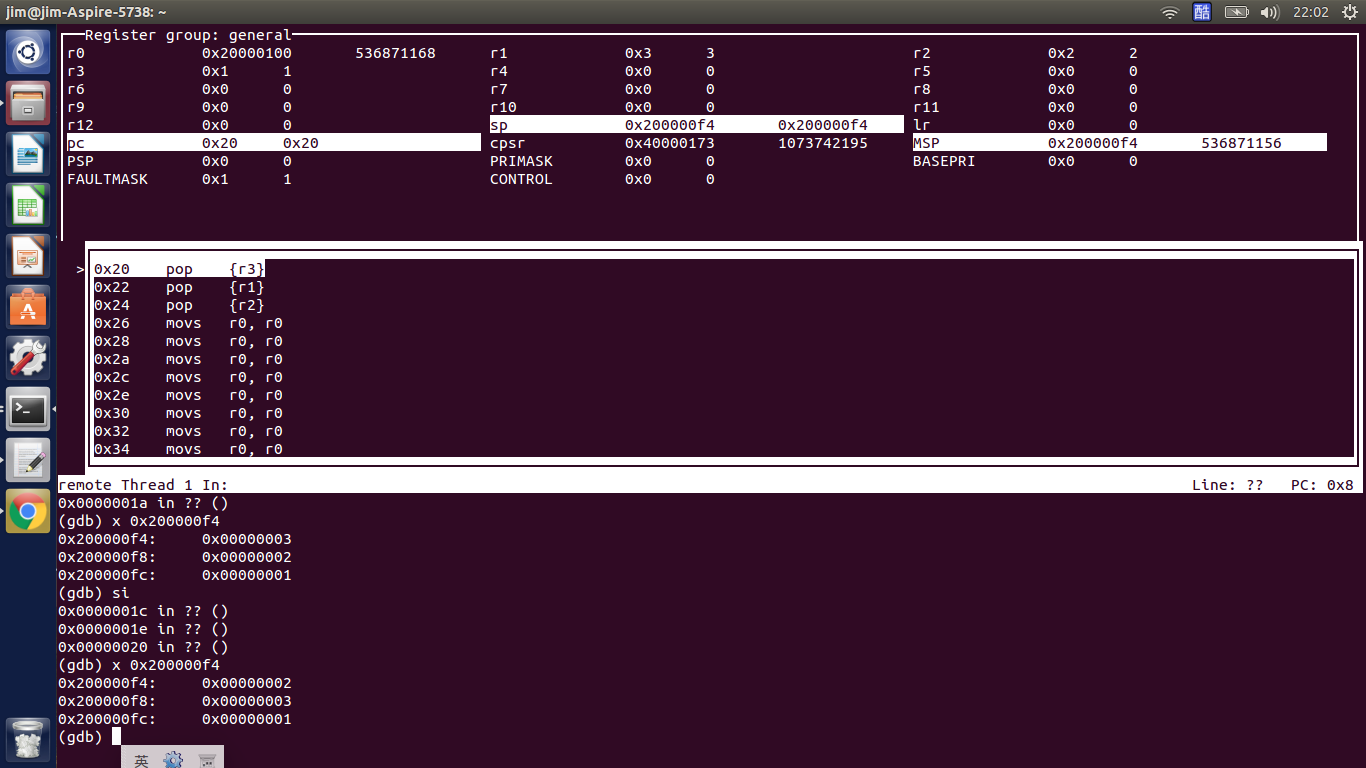 jim@jim-Aspire-5738: ~
酷 22:02
Register group: general
r0 0x20000100 536871168 r1 0x3 3 r2 0x2 2
r3 0x1 1 r4 0x0 0 r5 0x0 0
r6 0x0 0 r7 0x0 0 r8 0x0 0
r9 0x0 0 r10 0x0 0 r11 0x0 0
r12 0x0 0 sp 0x200000f4 0x200000f4 lr 0x0 0
pc 0x20 0x20 cpsr 0x40000173 1073742195 MSP 0x200000f4 536871156
PSP 0x0 0 PRIMASK 0x0 0 BASEPRI 0x0 0
FAULTMASK 0x1 1 CONTROL 0x0 0
> 0x20 pop {r3}
0x22 pop {r1}
0x24 pop {r2}
0x26 movs r0, r0
0x28 movs r0, r0
0x2a movs r0, r0
0x2c movs r0, r0
0x2e movs r0, r0
0x30 movs r0, r0
0x32 movs r0, r0
0x34 movs r0, r0
remote Thread 1 In: Line: ?? PC: 0x8
0x0000001a in ?? ()
(gdb) x 0x200000f4
0x200000f4: 0x00000003
0x200000f8: 0x00000002
0x200000fc: 0x00000001
(gdb) si
0x0000001c in ?? ()
0x0000001e in ?? ()
0x00000020 in ?? ()
(gdb) x 0x200000f4
0x200000f4: 0x00000002
0x200000f8: 0x00000003
0x200000fc: 0x00000001
(gdb)
英